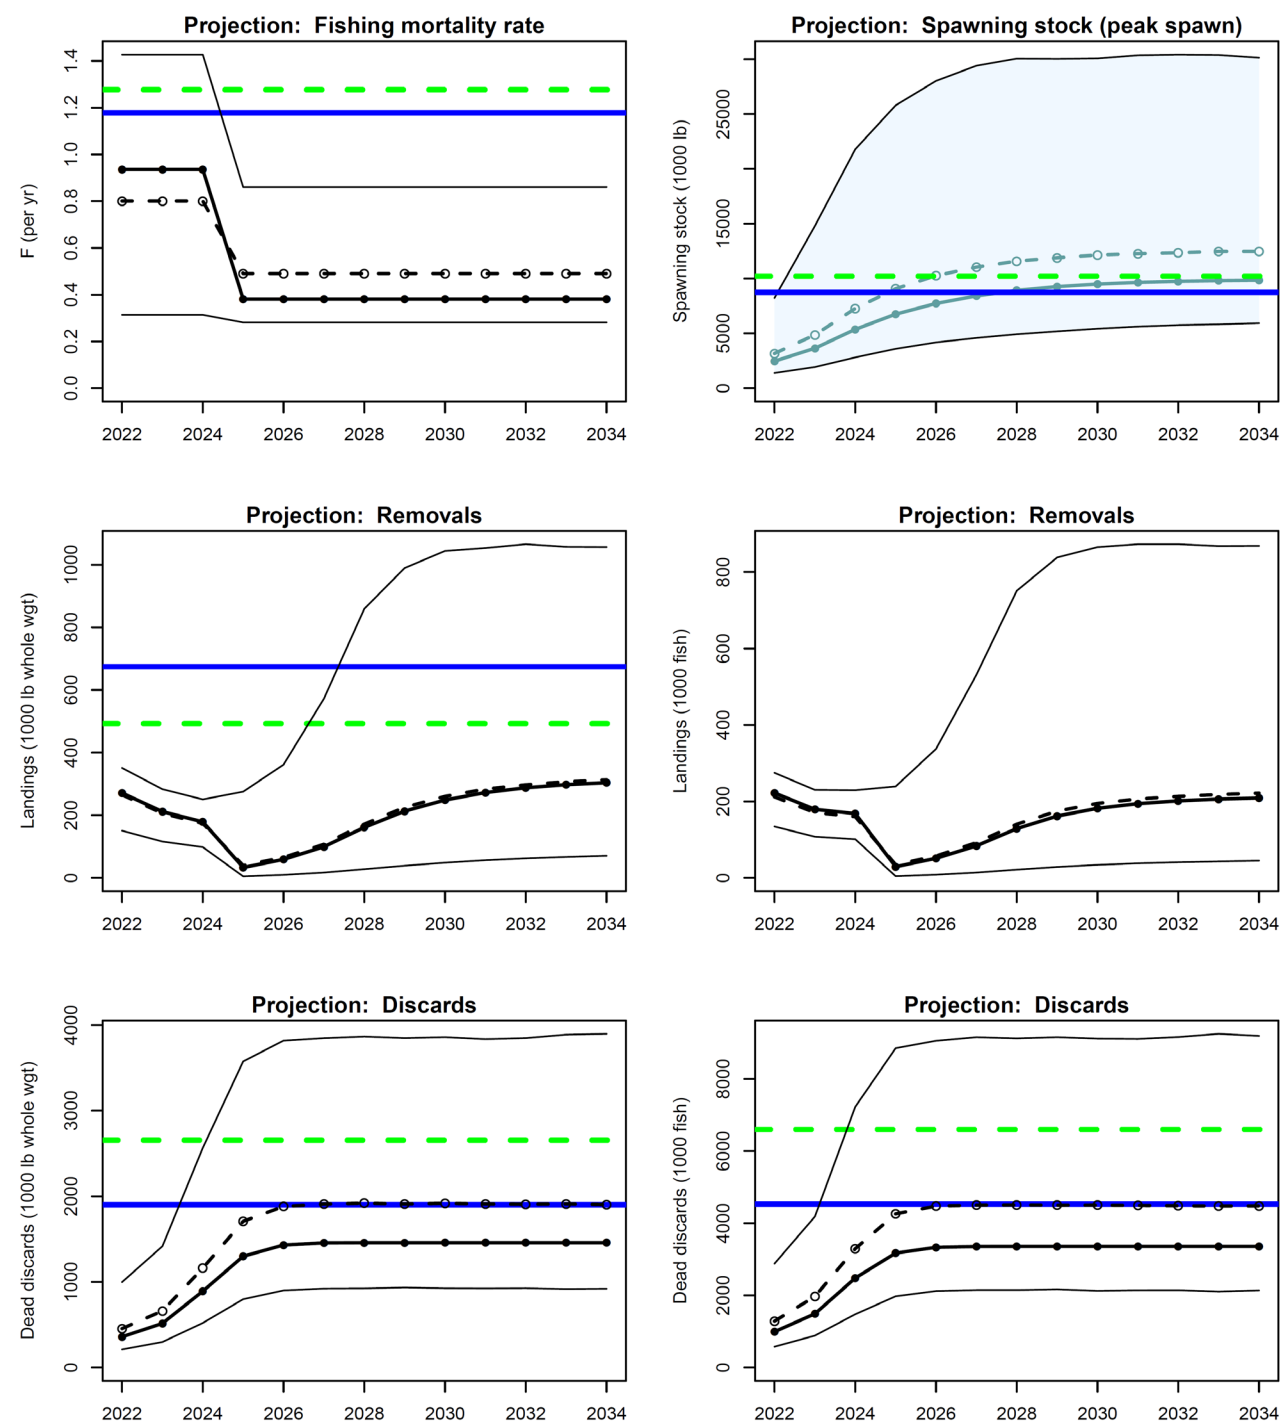 Projection:  Fishing mortality rate
F (per yr)
0.0 0.2 0.4 0.6 0.8 1.0 1.2 1.4
2022 2024 2026 2028 2030 2032 2034
Projection:  Spawning stock (peak spawn)
Spawning stock (1000 lb)
0 5000 15000 25000
2022 2024 2026 2028 2030 2032 2034
Projection:  Removals
Landings (1000 lb whole wgt)
0 200 400 600 800 1000
2022 2024 2026 2028 2030 2032 2034
Projection:  Removals
Landings (1000 fish)
0 200 400 600 800
2022 2024 2026 2028 2030 2032 2034
Projection:  Discards
Dead discards (1000 lb whole wgt)
0 1000 2000 3000 4000
2022 2024 2026 2028 2030 2032 2034
Projection:  Discards
Dead discards (1000 fish)
0 2000 4000 6000 8000
2022 2024 2026 2028 2030 2032 2034